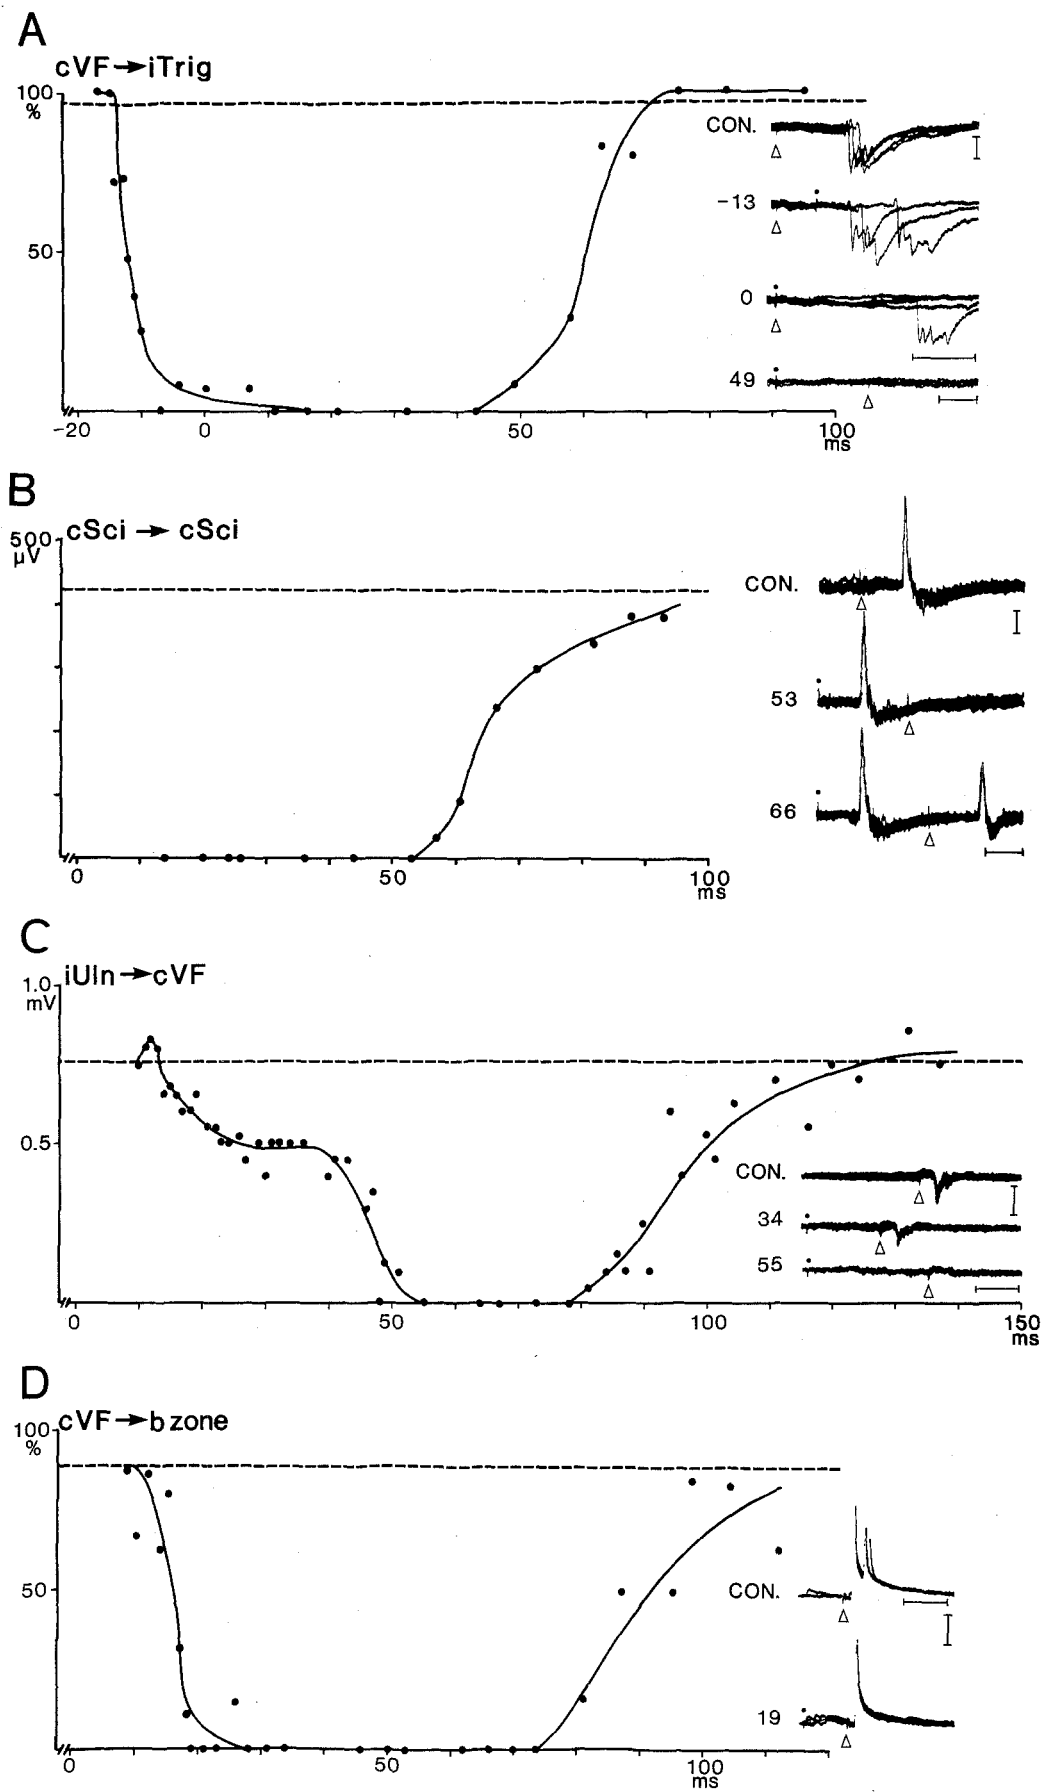 A
cVF→iTrig
100
%
50
-20 0 50 100
ms
CON.
-13
0
49
B
cSci → cSci
500
μV
0 50 100
ms
CON.
53
66
C
iUln→cVF
1.0
mV
0.5
0 50 100 150
ms
CON.
34
55
D
cVF→b zone
100
%
50
0 50 100
ms
CON.
19